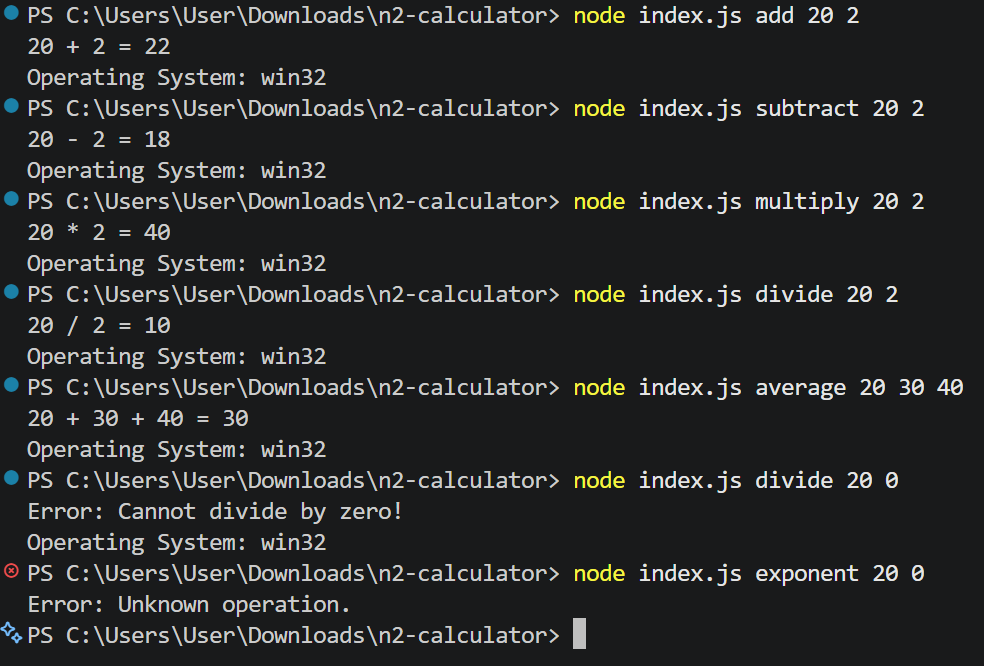 PS C:\Users\User\Downloads\n2-calculator> node index.js add 20 2
20 + 2 = 22
Operating System: win32
PS C:\Users\User\Downloads\n2-calculator> node index.js subtract 20 2
20 - 2 = 18
Operating System: win32
PS C:\Users\User\Downloads\n2-calculator> node index.js multiply 20 2
20 * 2 = 40
Operating System: win32
PS C:\Users\User\Downloads\n2-calculator> node index.js divide 20 2
20 / 2 = 10
Operating System: win32
PS C:\Users\User\Downloads\n2-calculator> node index.js average 20 30 40
20 + 30 + 40 = 30
Operating System: win32
PS C:\Users\User\Downloads\n2-calculator> node index.js divide 20 0
Error: Cannot divide by zero!
Operating System: win32
PS C:\Users\User\Downloads\n2-calculator> node index.js exponent 20 0
Error: Unknown operation.
PS C:\Users\User\Downloads\n2-calculator>